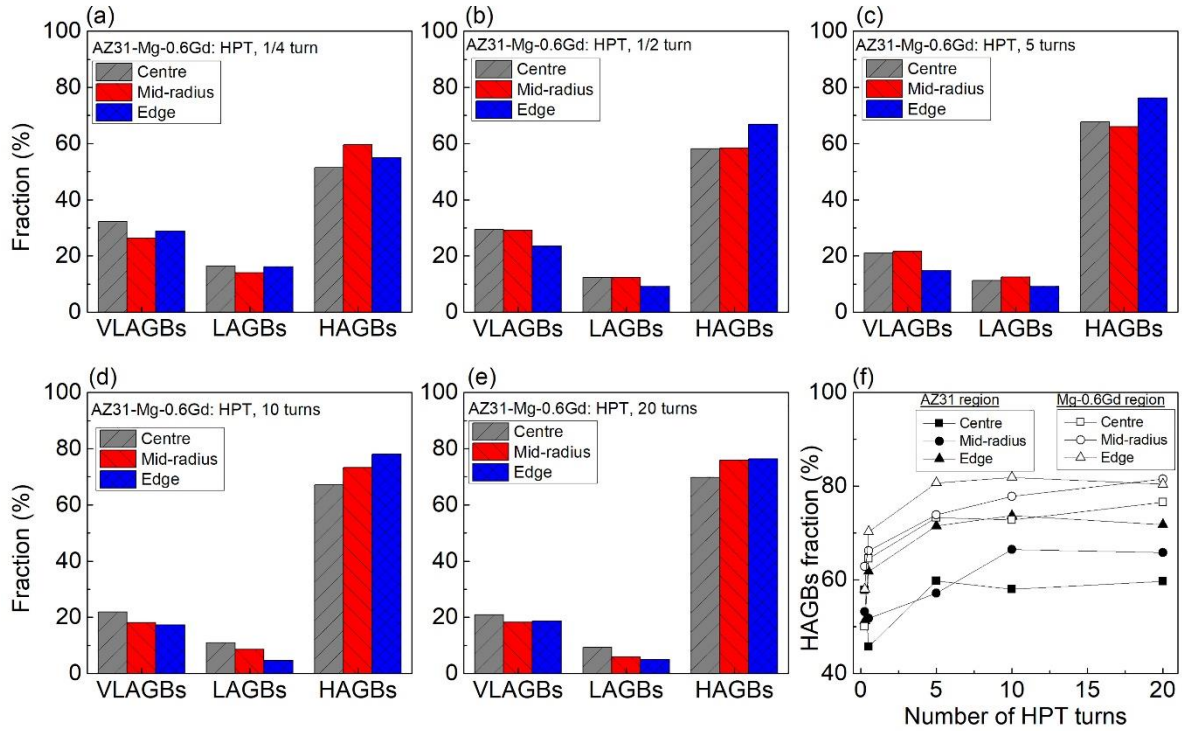 (a)
AZ31-Mg-0.6Gd: HPT, 1/4 turn
Centre
Mid-radius
Edge
Fraction (%)
100
80
60
40
20
0
VLAGBs
LAGBs
HAGBs
(b)
AZ31-Mg-0.6Gd: HPT, 1/2 turn
Centre
Mid-radius
Edge
100
80
60
40
20
0
VLAGBs
LAGBs
HAGBs
(c)
AZ31-Mg-0.6Gd: HPT, 5 turns
Centre
Mid-radius
Edge
100
80
60
40
20
0
VLAGBs
LAGBs
HAGBs
(d)
AZ31-Mg-0.6Gd: HPT, 10 turns
Centre
Mid-radius
Edge
Fraction (%)
100
80
60
40
20
0
VLAGBs
LAGBs
HAGBs
(e)
AZ31-Mg-0.6Gd: HPT, 20 turns
Centre
Mid-radius
Edge
Fraction (%)
100
80
60
40
20
0
VLAGBs
LAGBs
HAGBs
(f)
AZ31 region
Centre
Mid-radius
Edge
Mg-0.6Gd region
Centre
Mid-radius
Edge
HAGBs fraction (%)
100
80
60
40
0
5
10
15
20
Number of HPT turns